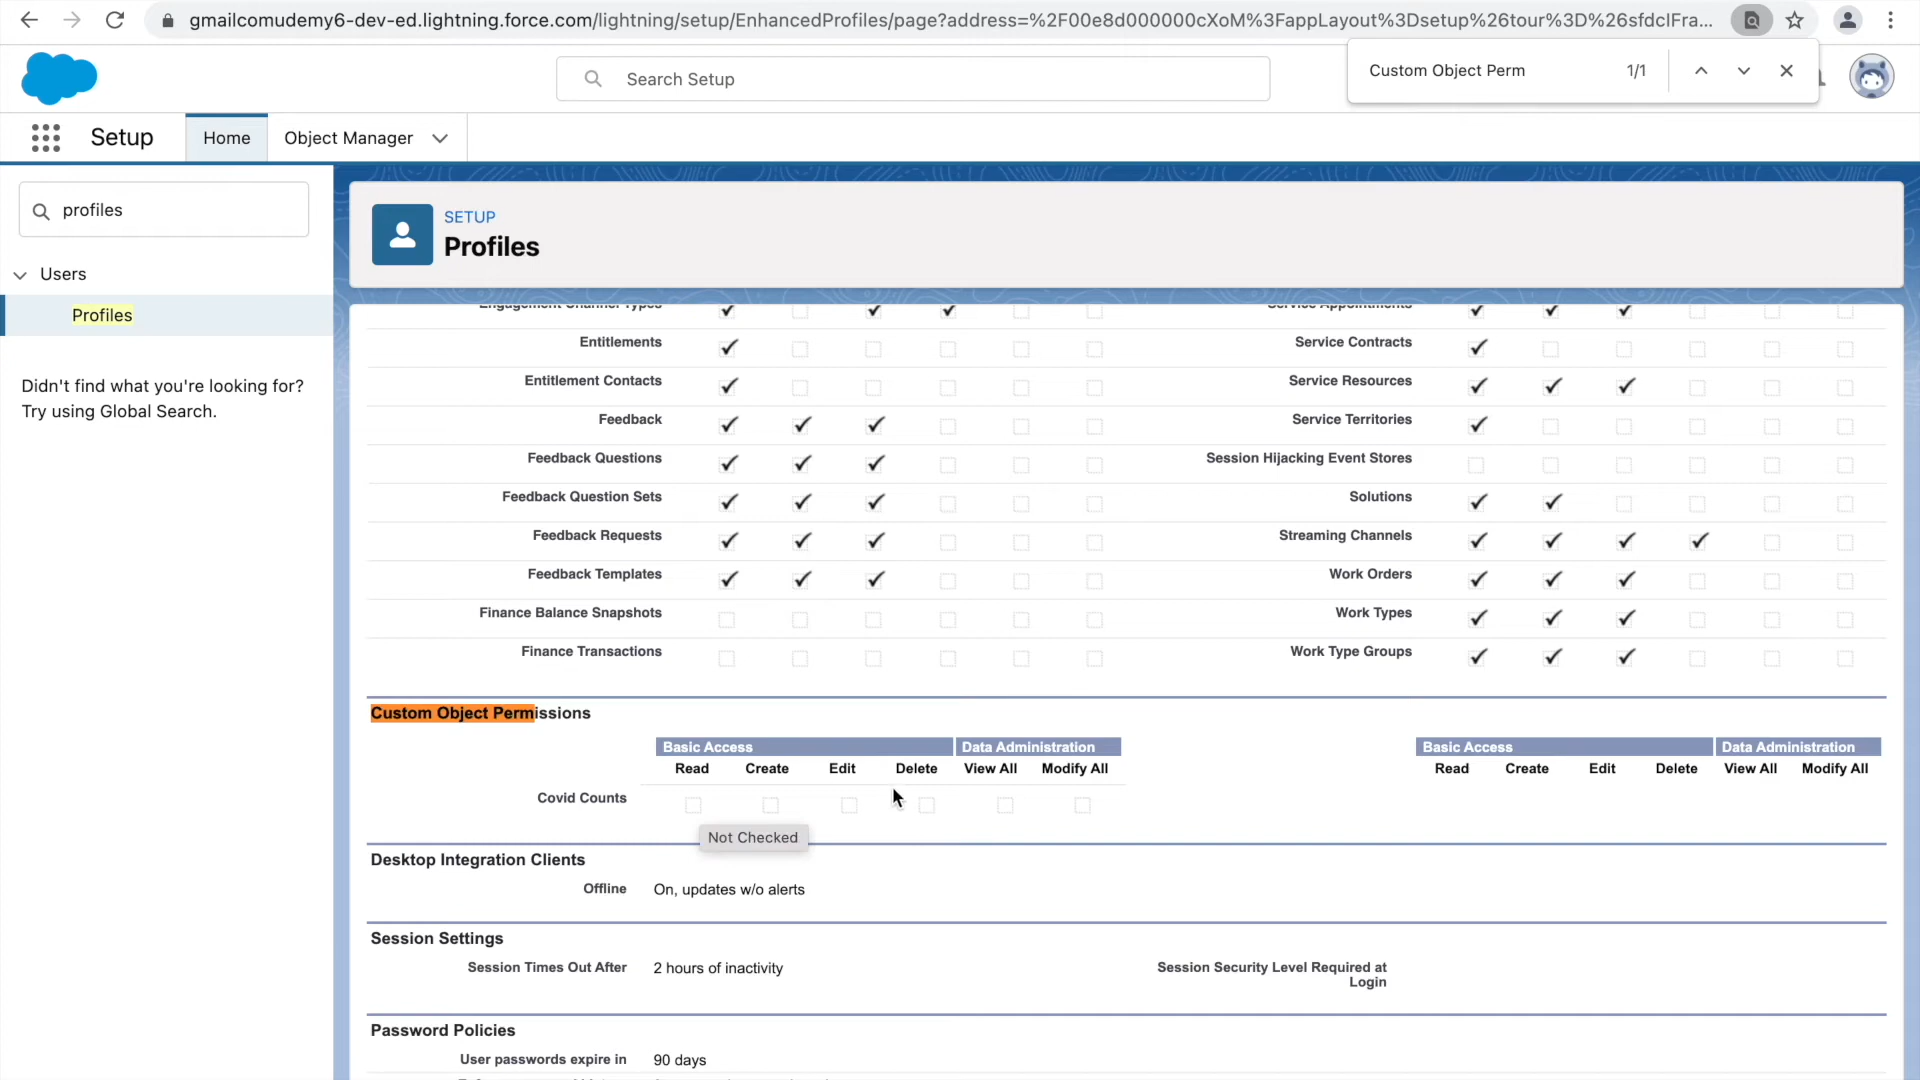 gmailcomudemy6-dev-ed.lightning.force.com/lightning/setup/EnhancedProfiles/page?address=%2F00e8d000000cXoM%3FappLayout%3Dsetup%26tour%3D%26sfdcIFra...
Custom Object Perm 1/1
Search Setup
Setup Home Object Manager
profiles
Users
Profiles
Didn't find what you're looking for?
Try using Global Search.
SETUP
Profiles
Engagement Channel Types Service Appointments
Entitlements Service Contracts
Entitlement Contacts Service Resources
Feedback Service Territories
Feedback Questions Session Hijacking Event Stores
Feedback Question Sets Solutions
Feedback Requests Streaming Channels
Feedback Templates Work Orders
Finance Balance Snapshots Work Types
Finance Transactions Work Type Groups
Custom Object Permissions
Basic Access Data Administration Basic Access Data Administration
Read Create Edit Delete View All Modify All Read Create Edit Delete View All Modify All
Covid Counts
Not Checked
Desktop Integration Clients
Offline On, updates w/o alerts
Session Settings
Session Times Out After 2 hours of inactivity Session Security Level Required at
Login
Password Policies
User passwords expire in 90 days